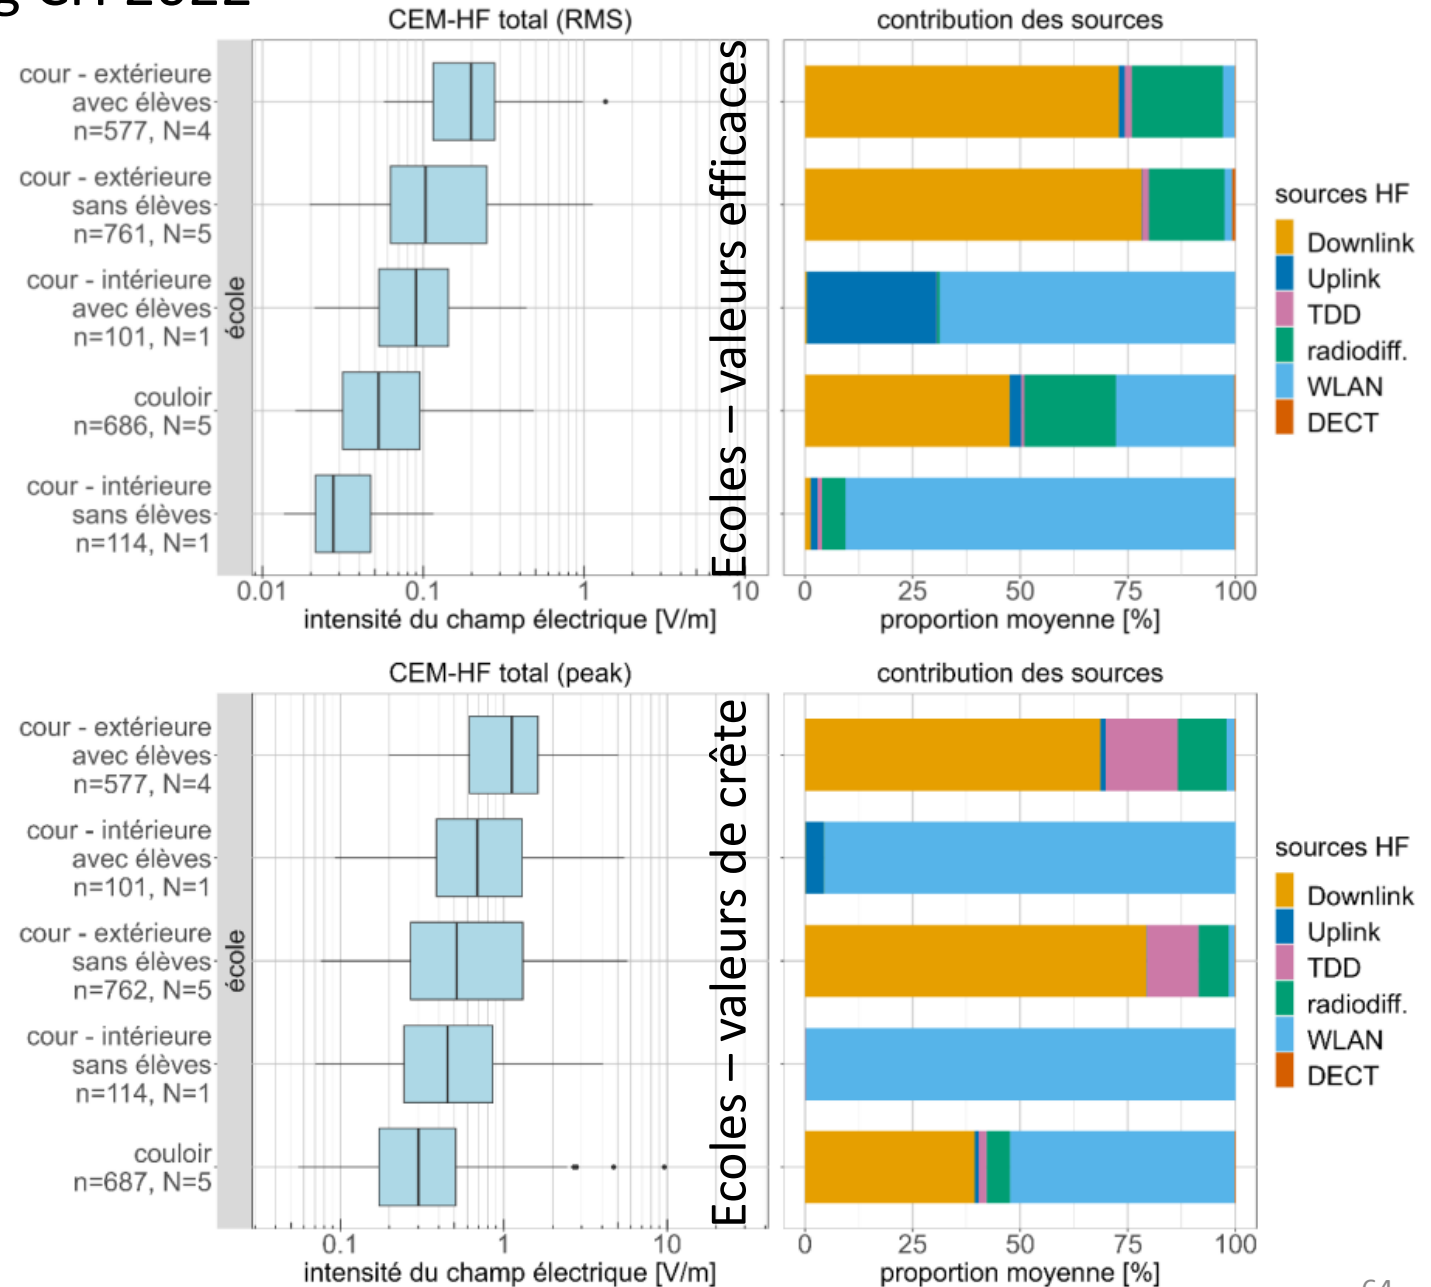 g CH 2022
CEM-HF total (RMS)
contribution des sources
cour - extérieure
avec élèves
n=577, N=4
cour - extérieure
sans élèves
n=761, N=5
cour - intérieure
avec élèves
n=101, N=1
couloir
n=686, N=5
cour - intérieure
sans élèves
n=114, N=1
école
Ecoles – valeurs efficaces
0.01 0.1 1 10
intensité du champ électrique [V/m]
0 25 50 75 100
proportion moyenne [%]
sources HF
Downlink
Uplink
TDD
radiodiff.
WLAN
DECT
CEM-HF total (peak)
contribution des sources
cour - extérieure
avec élèves
n=577, N=4
cour - intérieure
avec élèves
n=101, N=1
cour - extérieure
sans élèves
n=762, N=5
cour - intérieure
sans élèves
n=114, N=1
couloir
n=687, N=5
école
Ecoles – valeurs de crête
0.1 1 10
intensité du champ électrique [V/m]
0 25 50 75 100
proportion moyenne [%]
sources HF
Downlink
Uplink
TDD
radiodiff.
WLAN
DECT